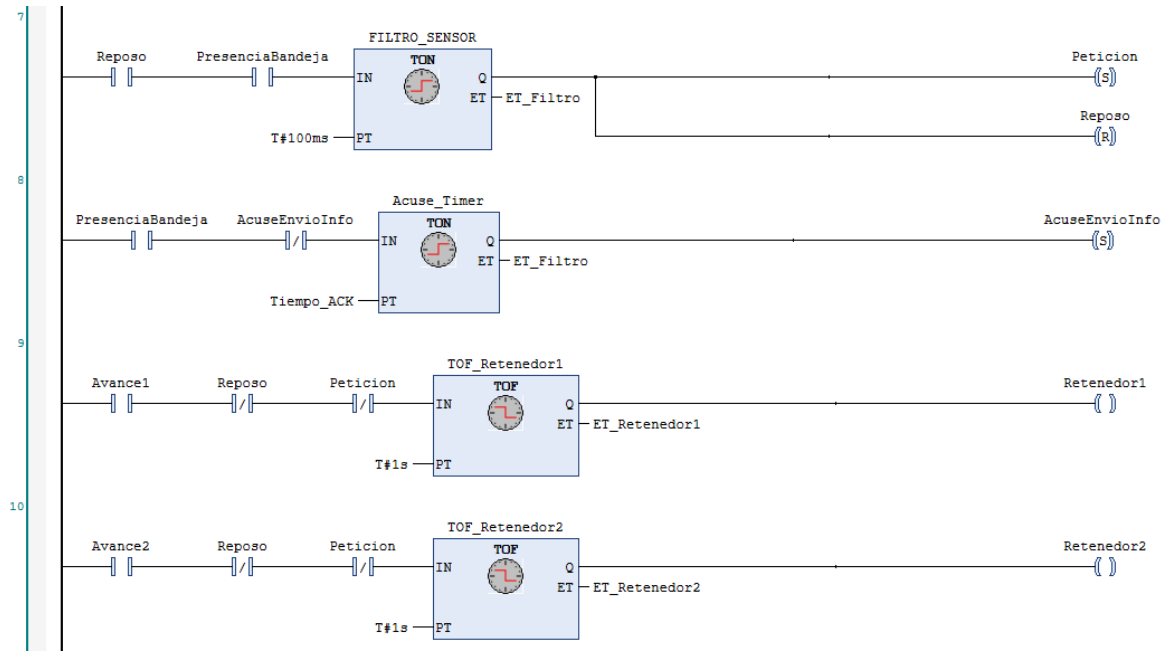 7
FILTRO_SENSOR
Reposo PresenciaBandeja TON Peticion
IN Q (S)
ET ET_Filtro
Reposo
T#100ms PT (R)
8
Acuse_Timer
PresenciaBandeja AcuseEnvioInfo TON AcuseEnvioInfo
/ IN Q (S)
ET ET_Filtro
Tiempo_ACK PT
9
TOF_Retenedor1
Avance1 Reposo Peticion TOF Retenedor1
/ / IN Q ( )
ET ET_Retenedor1
T#1s PT
10
TOF_Retenedor2
Avance2 Reposo Peticion TOF Retenedor2
/ / IN Q ( )
ET ET_Retenedor2
T#1s PT